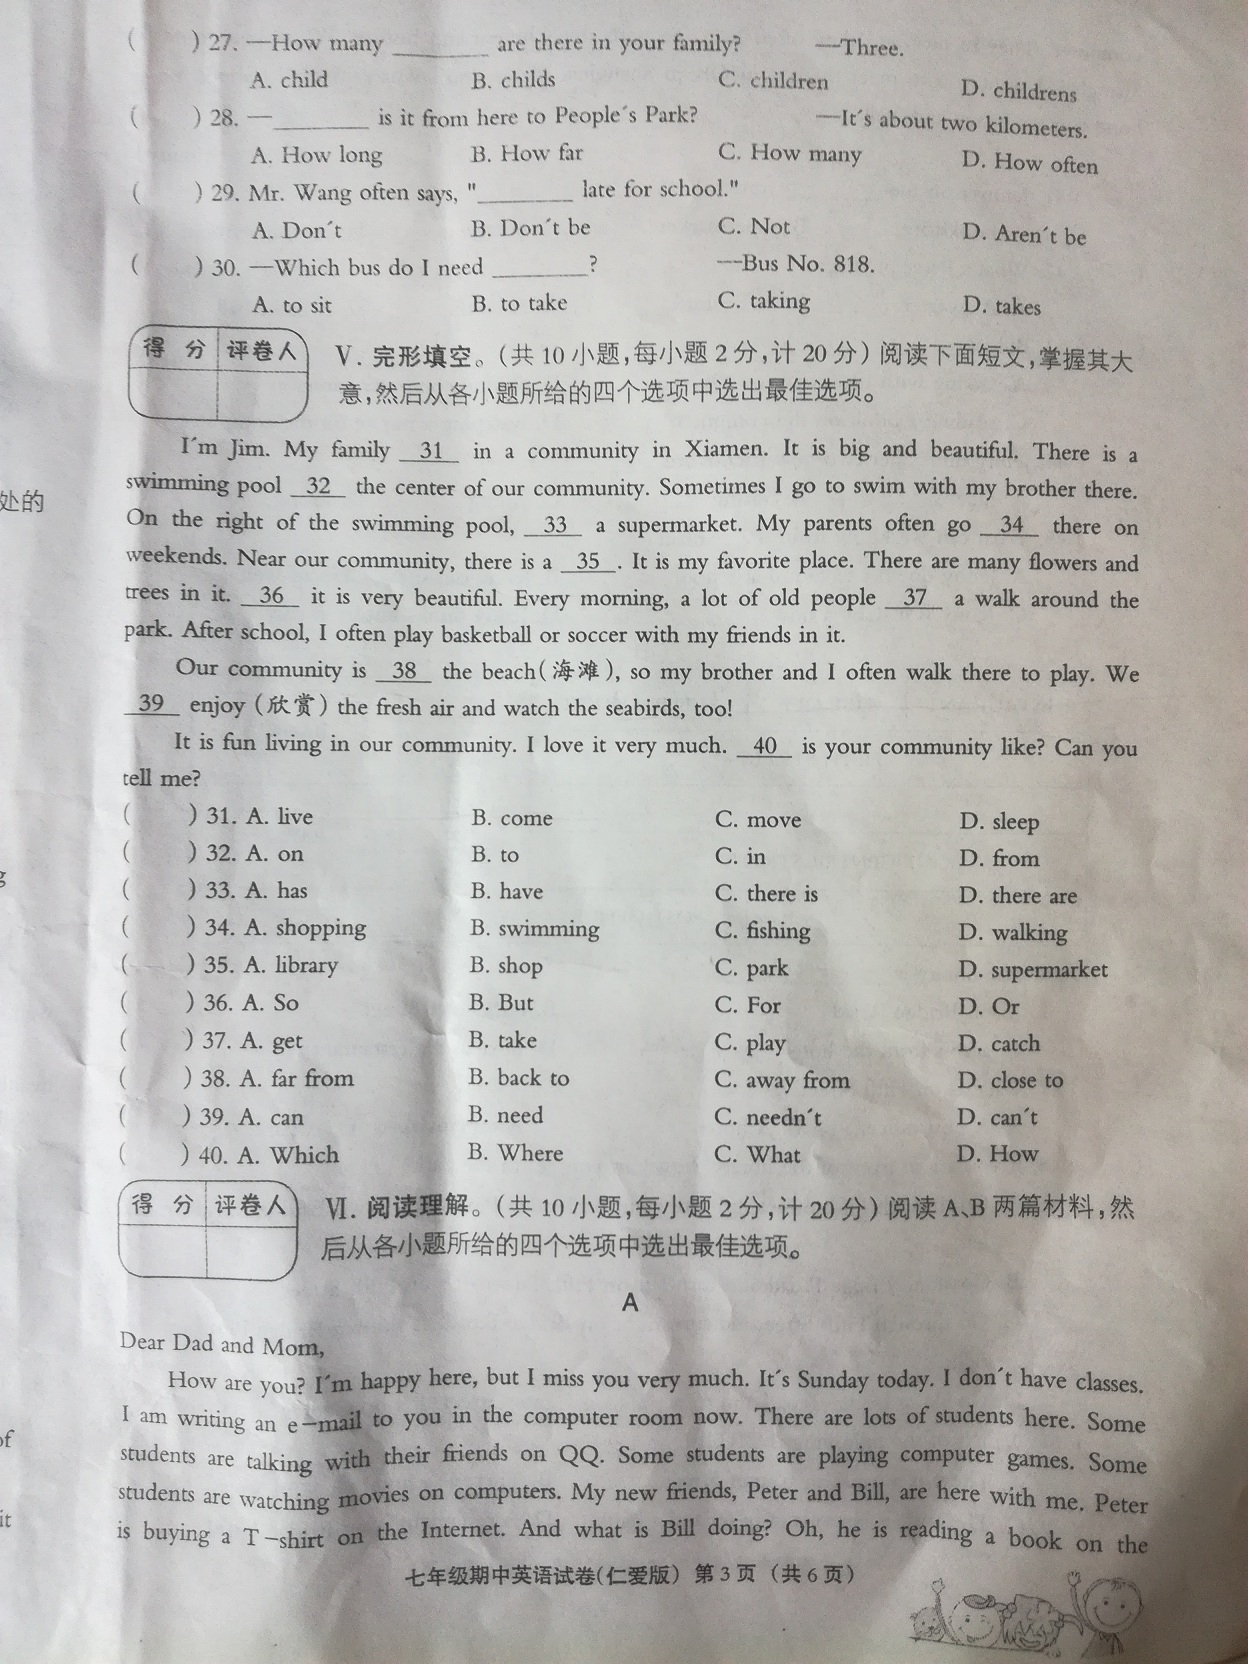 ( ) 27. —How many ________ are there in your family? —Three.
A. child B. childs C. children D. childrens
( ) 28. —________ is it from here to People's Park? —It's about two kilometers.
A. How long B. How far C. How many D. How often
( ) 29. Mr. Wang often says, "________ late for school."
A. Don't B. Don't be C. Not D. Aren't be
( ) 30. —Which bus do I need ________? —Bus No. 818.
A. to sit B. to take C. taking D. takes
得 分 评卷人
Ⅴ. 完形填空。(共 10 小题,每小题 2 分,计 20 分) 阅读下面短文,掌握其大
意,然后从各小题所给的四个选项中选出最佳选项。
I'm Jim. My family 31 in a community in Xiamen. It is big and beautiful. There is a
swimming pool 32 the center of our community. Sometimes I go to swim with my brother there.
On the right of the swimming pool, 33 a supermarket. My parents often go 34 there on
weekends. Near our community, there is a 35 . It is my favorite place. There are many flowers and
trees in it. 36 it is very beautiful. Every morning, a lot of old people 37 a walk around the
park. After school, I often play basketball or soccer with my friends in it.
Our community is 38 the beach(海滩), so my brother and I often walk there to play. We
39 enjoy (欣赏) the fresh air and watch the seabirds, too!
It is fun living in our community. I love it very much. 40 is your community like? Can you
tell me?
( ) 31. A. live B. come C. move D. sleep
( ) 32. A. on B. to C. in D. from
( ) 33. A. has B. have C. there is D. there are
( ) 34. A. shopping B. swimming C. fishing D. walking
( ) 35. A. library B. shop C. park D. supermarket
( ) 36. A. So B. But C. For D. Or
( ) 37. A. get B. take C. play D. catch
( ) 38. A. far from B. back to C. away from D. close to
( ) 39. A. can B. need C. needn't D. can't
( ) 40. A. Which B. Where C. What D. How
得 分 评卷人
Ⅵ. 阅读理解。(共 10 小题,每小题 2 分,计 20 分) 阅读 A、B 两篇材料,然
后从各小题所给的四个选项中选出最佳选项。
A
Dear Dad and Mom,
How are you? I'm happy here, but I miss you very much. It's Sunday today. I don't have classes.
I am writing an e-mail to you in the computer room now. There are lots of students here. Some
students are talking with their friends on QQ. Some students are playing computer games. Some
students are watching movies on computers. My new friends, Peter and Bill, are here with me. Peter
is buying a T-shirt on the Internet. And what is Bill doing? Oh, he is reading a book on the
七年级期中英语试卷(仁爱版) 第 3 页 (共 6 页)
处的
of
it